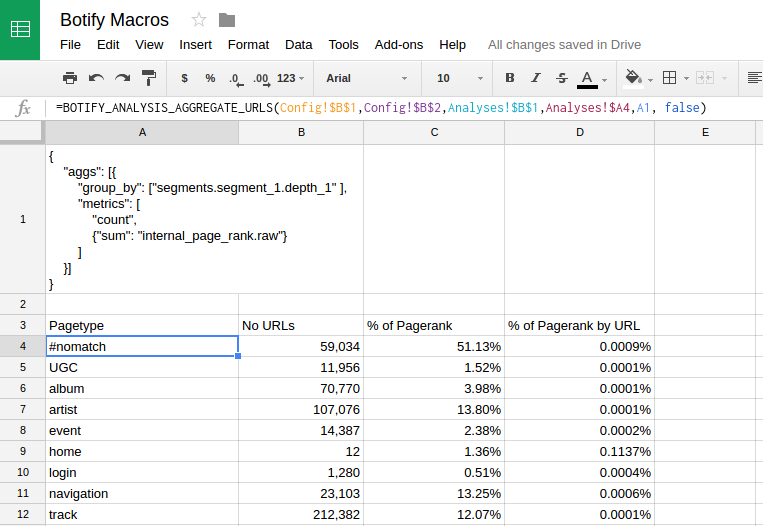 Botify Macros
File Edit View Insert Format Data Tools Add-ons Help All changes saved in Drive
$ % .0 .00 123 Arial 10 B I S A
fx =BOTIFY_ANALYSIS_AGGREGATE_URLS(Config!$B$1,Config!$B$2,Analyses!$B$1,Analyses!$A4,A1, false)
A B C D E
1
{
"aggs": [{
"group_by": ["segments.segment_1.depth_1" ],
"metrics": [
"count",
{"sum": "internal_page_rank.raw"}
]
}]
}
2
3 Pagetype No URLs % of Pagerank % of Pagerank by URL
4 #nomatch 59,034 51.13% 0.0009%
5 UGC 11,956 1.52% 0.0001%
6 album 70,770 3.98% 0.0001%
7 artist 107,076 13.80% 0.0001%
8 event 14,387 2.38% 0.0002%
9 home 12 1.36% 0.1137%
10 login 1,280 0.51% 0.0004%
11 navigation 23,103 13.25% 0.0006%
12 track 212,382 12.07% 0.0001%